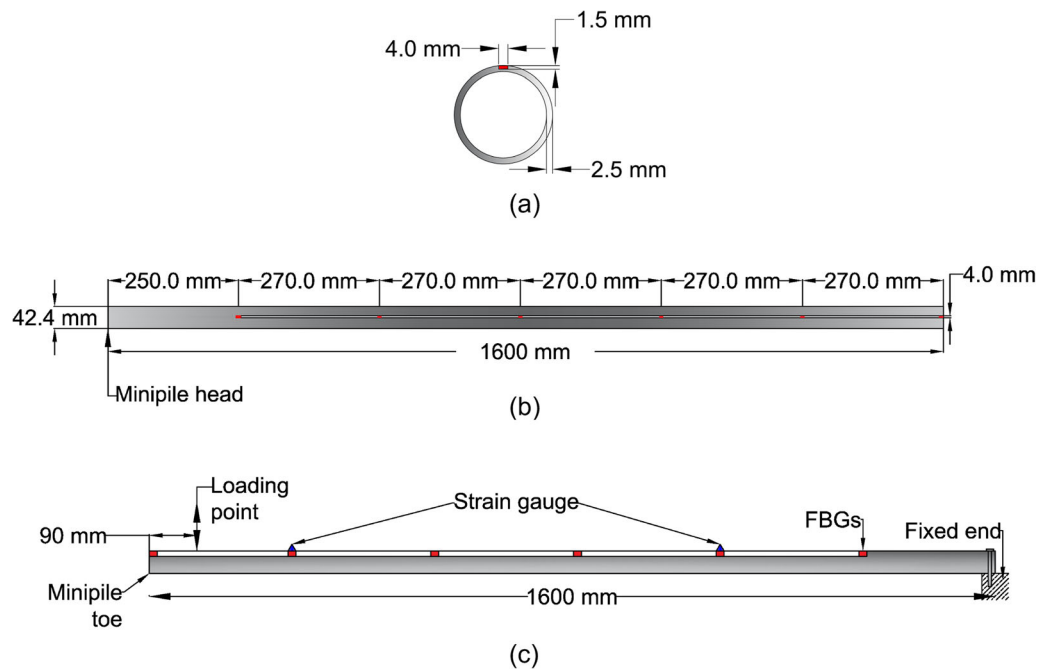 (a)
1.5 mm
4.0 mm
2.5 mm
(a)
(b)
250.0 mm 270.0 mm 270.0 mm 270.0 mm 270.0 mm 270.0 mm
4.0 mm
42.4 mm
1600 mm
Minipile head
(b)
Loading
point
Strain gauge
FBGs
Fixed end
90 mm
Minipile
toe
1600 mm
(c)